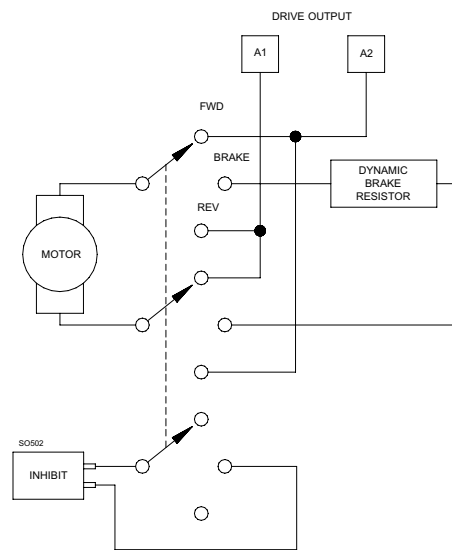 DRIVE OUTPUT
A1
A2
FWD
BRAKE
DYNAMIC
BRAKE
RESISTOR
REV
MOTOR
SO502
INHIBIT